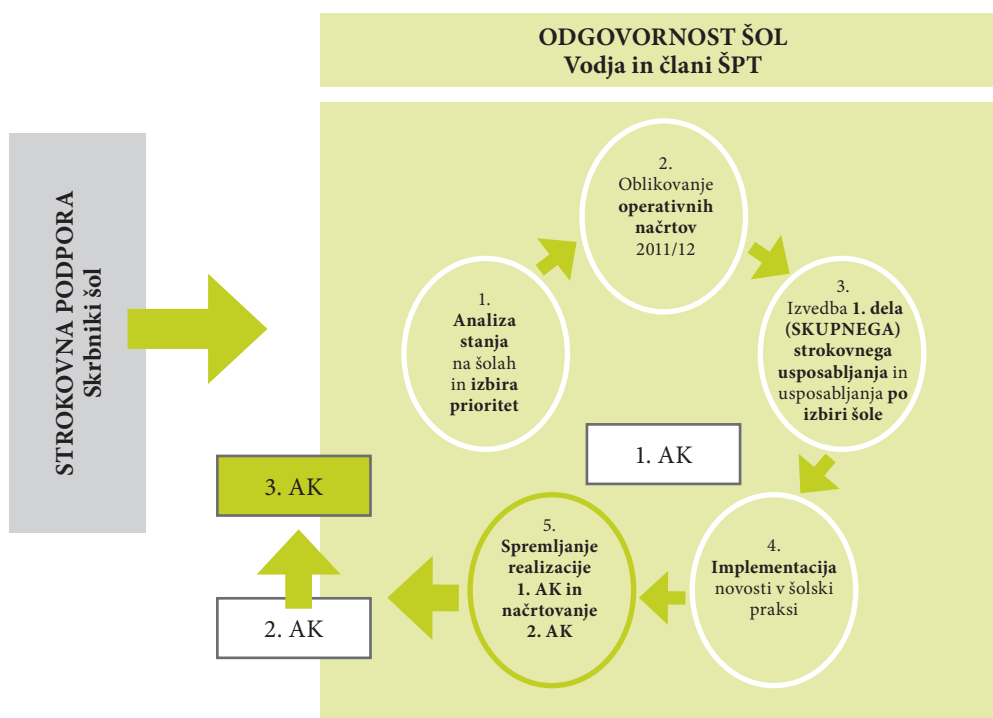 ODGOVORNOST ŠOL
Vodja in člani ŠPT
STROKOVNA PODPORA
Skrbniki šol
1.
Analiza
stanja
na šolah
in izbira
prioritet
2.
Oblikovanje
operativnih
načrtov
2011/12
3.
Izvedba 1. dela
(SKUPNEGA)
strokovnega
usposabljanja in
usposabljanja po
izbiri šole
1. AK
4.
Implementacija
novosti v šolski
praksi
5.
Spremljanje
realizacije
1. AK in
načrtovanje
2. AK
2. AK
3. AK